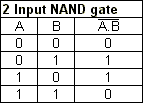 2 Input NAND gate
A B A̅.̅B̅
0 0 0
0 1 1
1 0 1
1 1 0